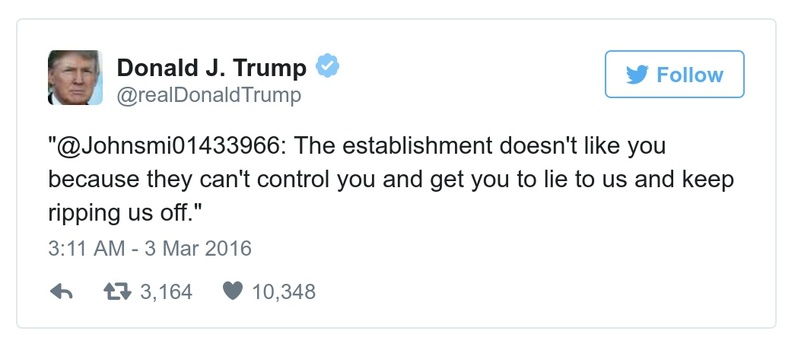 Donald J. Trump
Follow
@realDonaldTrump
"@Johnsmi01433966: The establishment doesn't like you
because they can't control you and get you to lie to us and keep
ripping us off."
3:11 AM - 3 Mar 2016
3,164 10,348